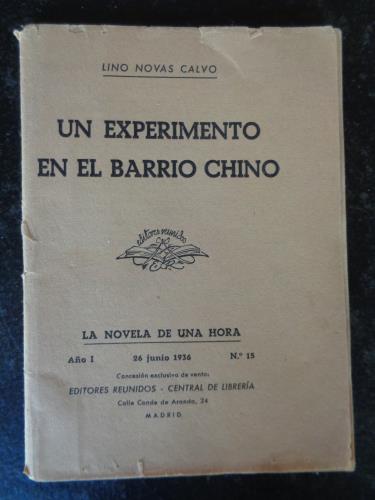 LINO NOVAS CALVO
UN EXPERIMENTO
EN EL BARRIO CHINO
editores reunidos
E R
LA NOVELA DE UNA HORA
Año I 26 junio 1936 N.º 15
Concesión exclusiva de venta:
EDITORES REUNIDOS - CENTRAL DE LIBRERÍA
Calle Conde de Aranda, 24
MADRID